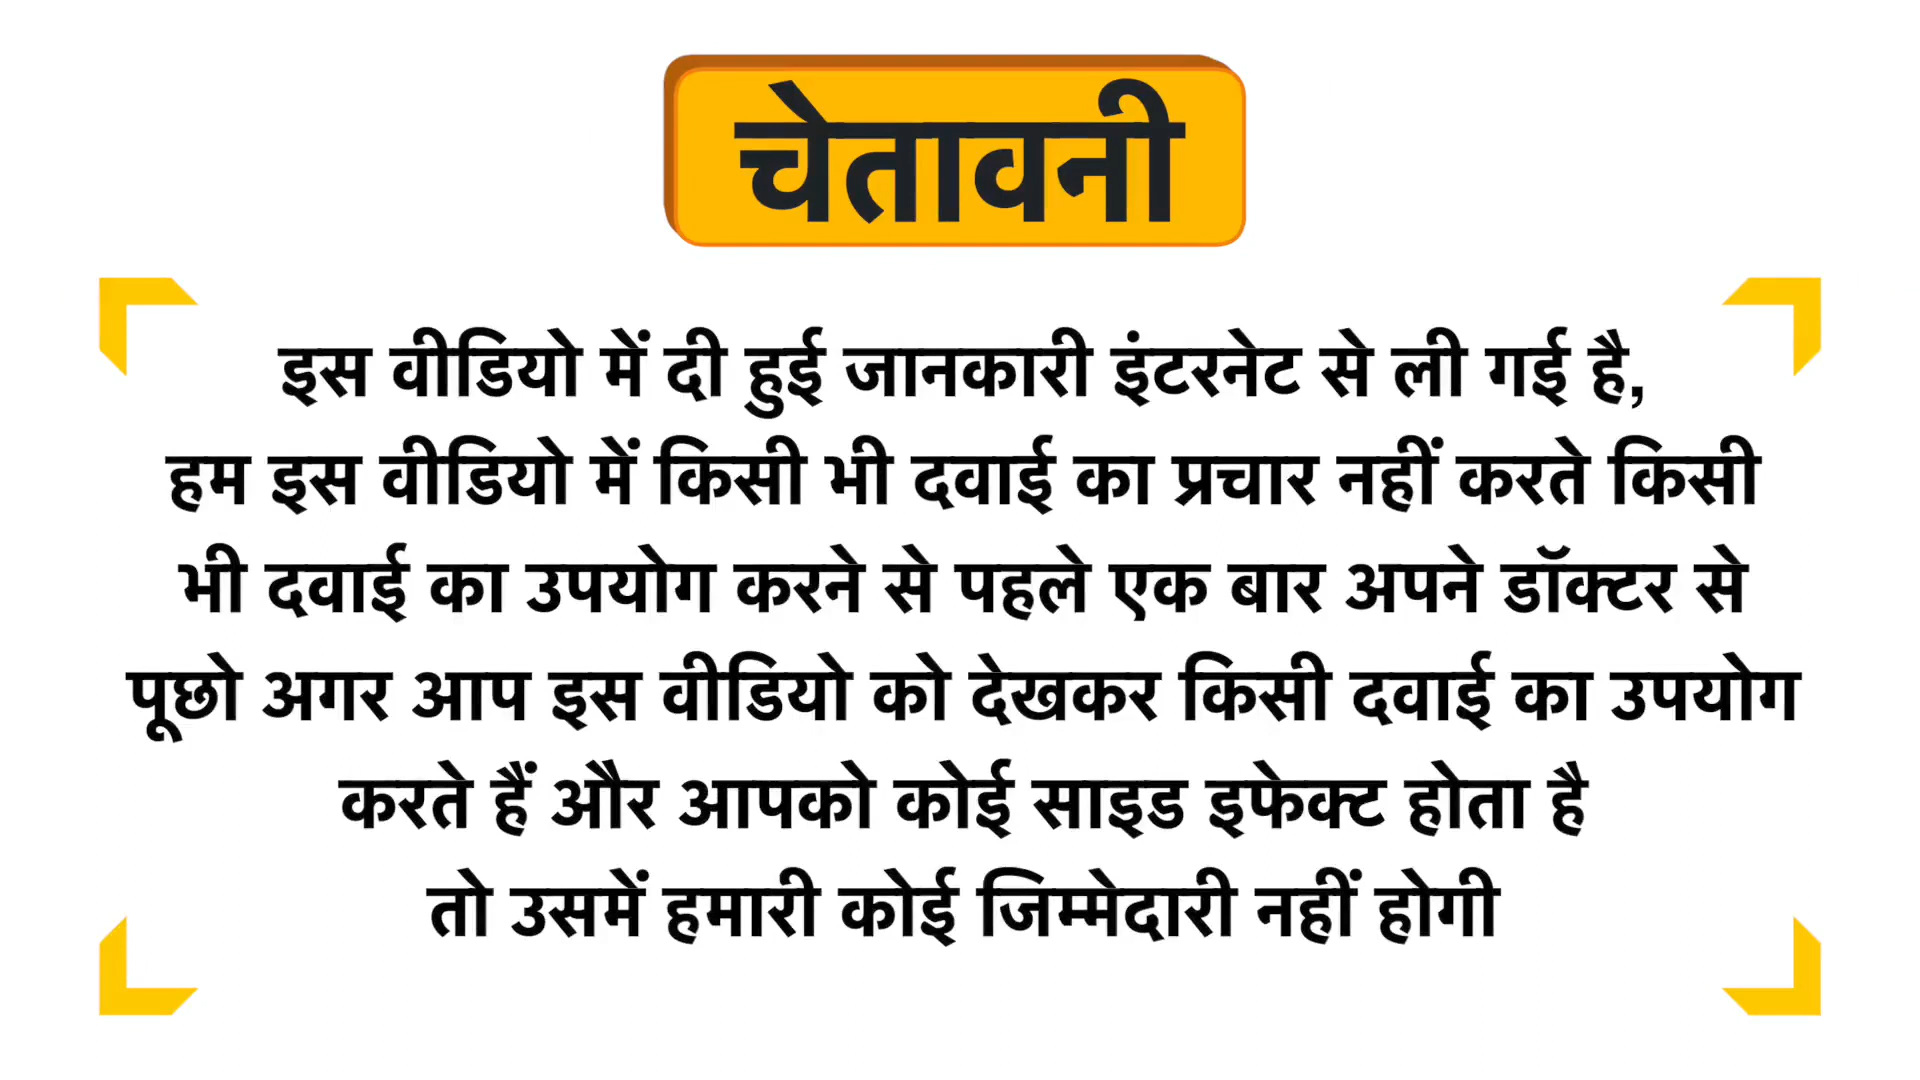 चेतावनी
इस वीडियो में दी हुई जानकारी इंटरनेट से ली गई है,
हम इस वीडियो में किसी भी दवाई का प्रचार नहीं करते किसी
भी दवाई का उपयोग करने से पहले एक बार अपने डॉक्टर से
पूछो अगर आप इस वीडियो को देखकर किसी दवाई का उपयोग
करते हैं और आपको कोई साइड इफेक्ट होता है
तो उसमें हमारी कोई जिम्मेदारी नहीं होगी